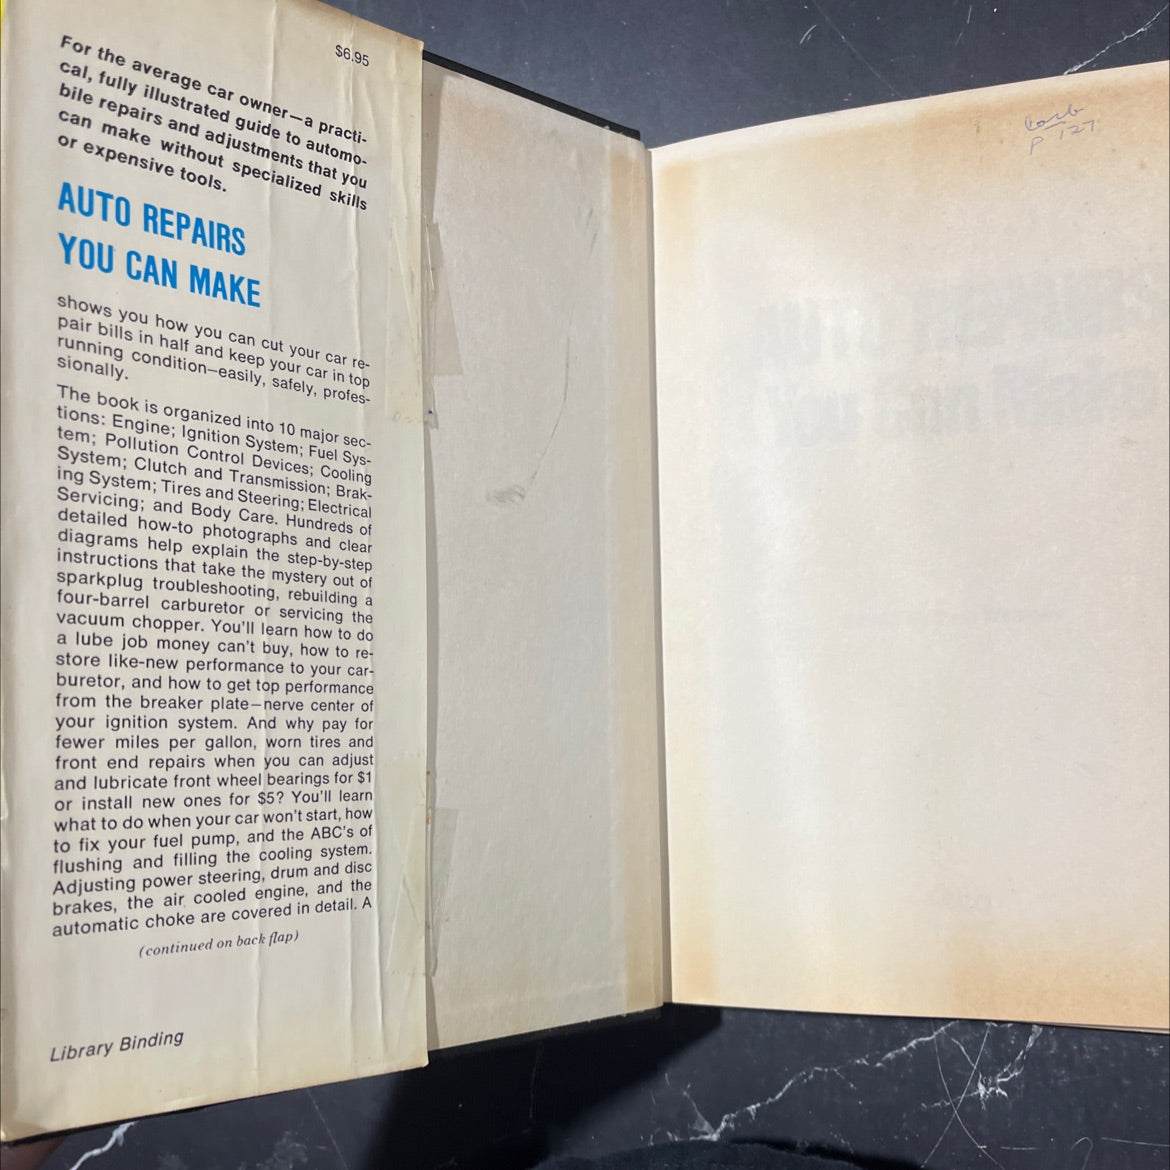 $6.95
For the average car owner—a practi-
cal, fully illustrated guide to automo-
bile repairs and adjustments that you
can make without specialized skills
or expensive tools.
AUTO REPAIRS
YOU CAN MAKE
shows you how you can cut your car re-
pair bills in half and keep your car in top
running condition—easily, safely, profes-
sionally.
The book is organized into 10 major sec-
tions: Engine; Ignition System; Fuel Sys-
tem; Pollution Control Devices; Cooling
System; Clutch and Transmission; Brak-
ing System; Tires and Steering; Electrical
Servicing; and Body Care. Hundreds of
detailed how-to photographs and clear
diagrams help explain the step-by-step
instructions that take the mystery out of
sparkplug troubleshooting, rebuilding a
four-barrel carburetor or servicing the
vacuum chopper. You'll learn how to do
a lube job money can't buy, how to re-
store like-new performance to your car-
buretor, and how to get top performance
from the breaker plate—nerve center of
your ignition system. And why pay for
fewer miles per gallon, worn tires and
front end repairs when you can adjust
and lubricate front wheel bearings for $1
or install new ones for $5? You'll learn
what to do when your car won't start, how
to fix your fuel pump, and the ABC's of
flushing and filling the cooling system.
Adjusting power steering, drum and disc
brakes, the air cooled engine, and the
automatic choke are covered in detail. A
(continued on back flap)
Library Binding
Carb
p 127